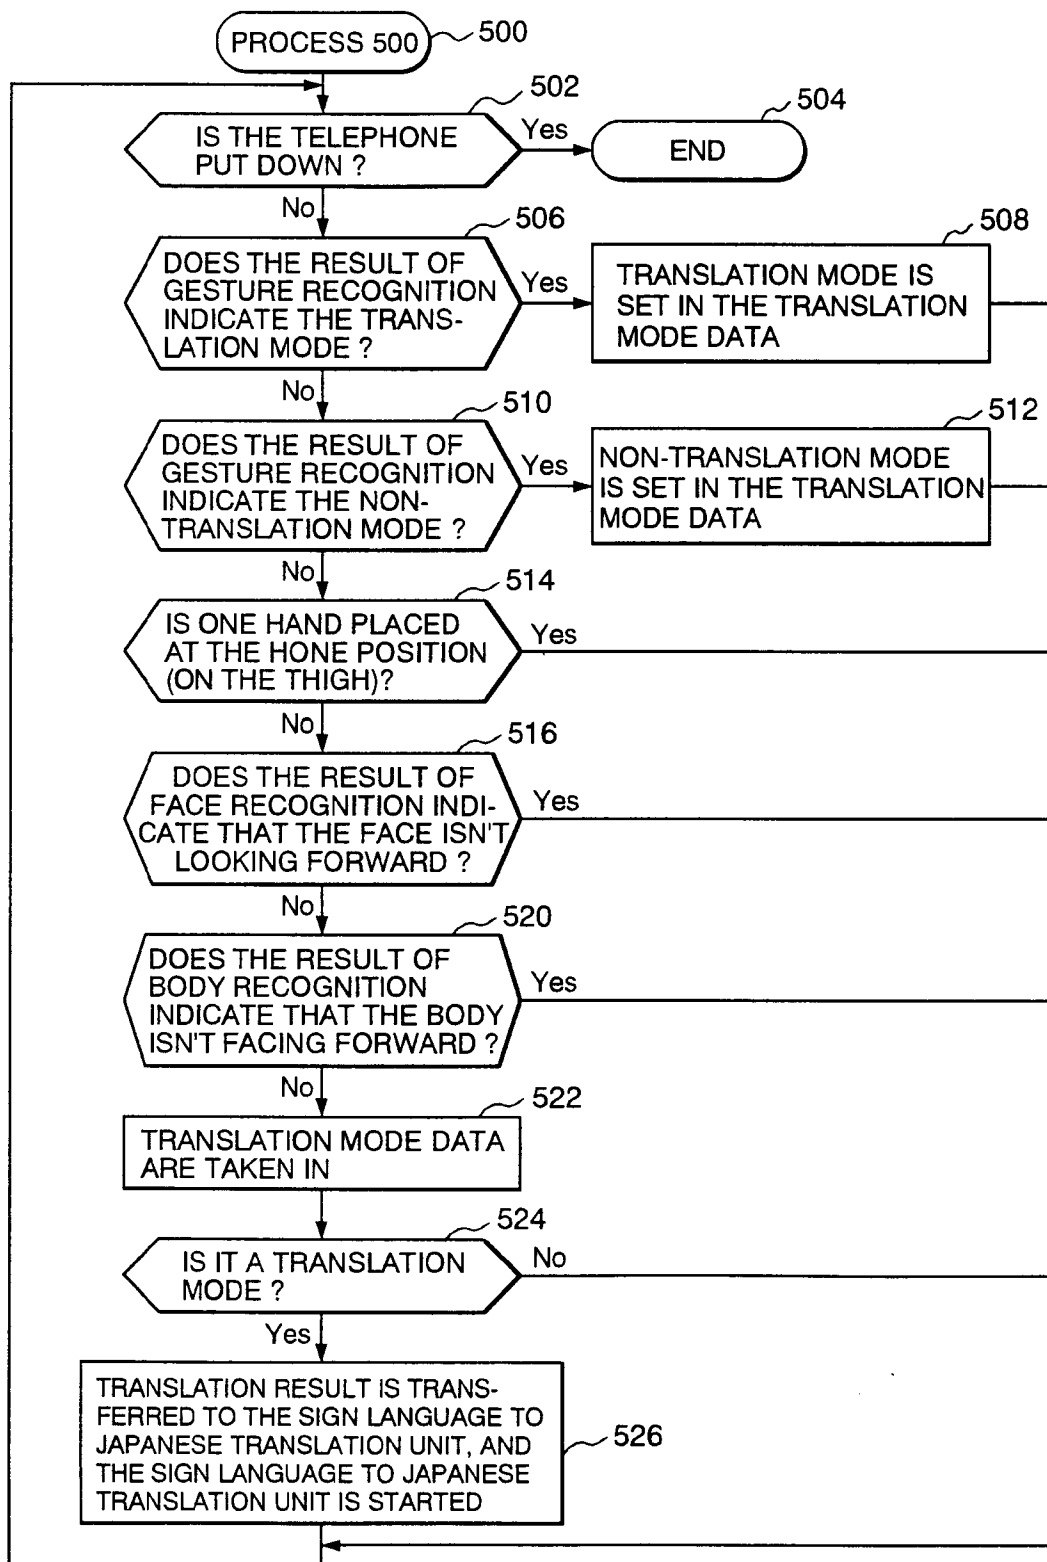 PROCESS 500
500
502
IS THE TELEPHONE
PUT DOWN ?
Yes
504
END
No
506
DOES THE RESULT OF
GESTURE RECOGNITION
INDICATE THE TRANS-
LATION MODE ?
Yes
508
TRANSLATION MODE IS
SET IN THE TRANSLATION
MODE DATA
No
510
DOES THE RESULT OF
GESTURE RECOGNITION
INDICATE THE NON-
TRANSLATION MODE ?
Yes
512
NON-TRANSLATION MODE
IS SET IN THE TRANSLATION
MODE DATA
No
514
IS ONE HAND PLACED
AT THE HONE POSITION
(ON THE THIGH)?
Yes
No
516
DOES THE RESULT OF
FACE RECOGNITION INDI-
CATE THAT THE FACE ISN'T
LOOKING FORWARD ?
Yes
No
520
DOES THE RESULT OF
BODY RECOGNITION
INDICATE THAT THE BODY
ISN'T FACING FORWARD ?
Yes
No
522
TRANSLATION MODE DATA
ARE TAKEN IN
524
IS IT A TRANSLATION
MODE ?
No
Yes
TRANSLATION RESULT IS TRANS-
FERRED TO THE SIGN LANGUAGE TO
JAPANESE TRANSLATION UNIT, AND
THE SIGN LANGUAGE TO JAPANESE
TRANSLATION UNIT IS STARTED
526